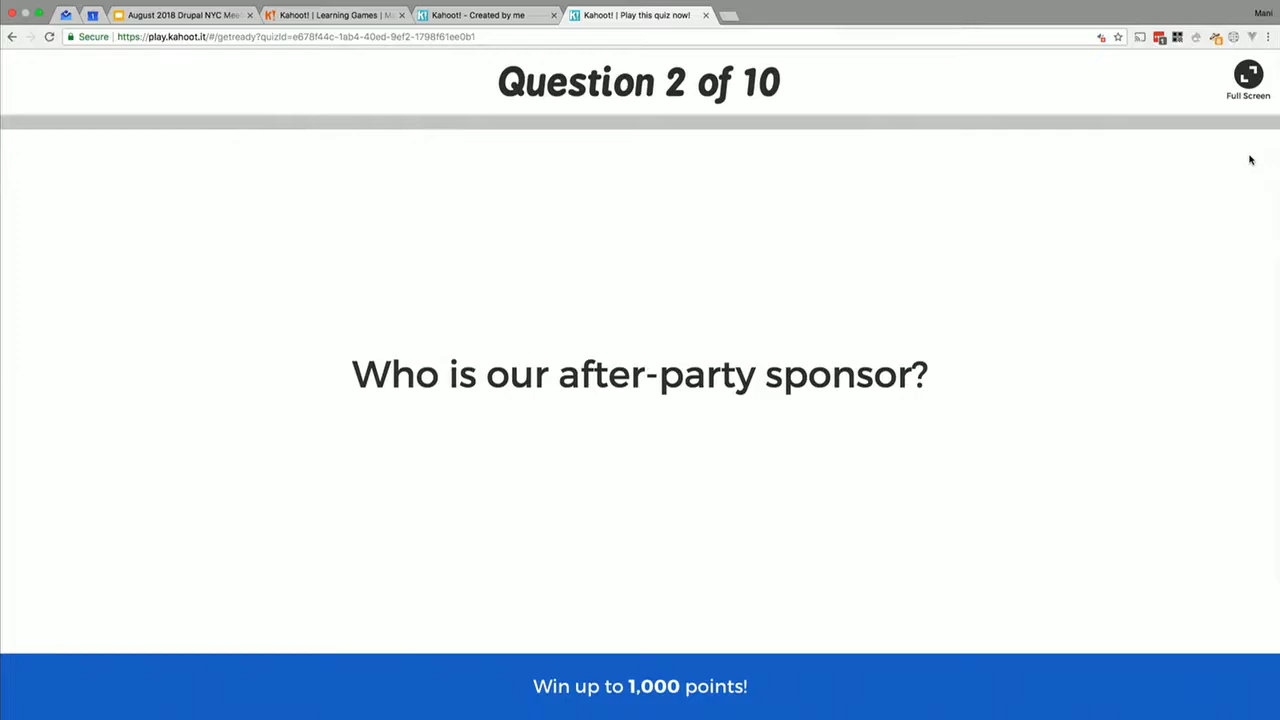 August 2018 Drupal NYC Mee
Kahoot! | Learning Games | M
Kahoot! - Created by me
Kahoot! | Play this quiz now!
Mani
Secure
https://play.kahoot.it/#/getready?quizId=e678f44c-1ab4-40ed-9ef2-1798f61ee0b1
Question 2 of 10
Full Screen
Who is our after-party sponsor?
Win up to 1,000 points!